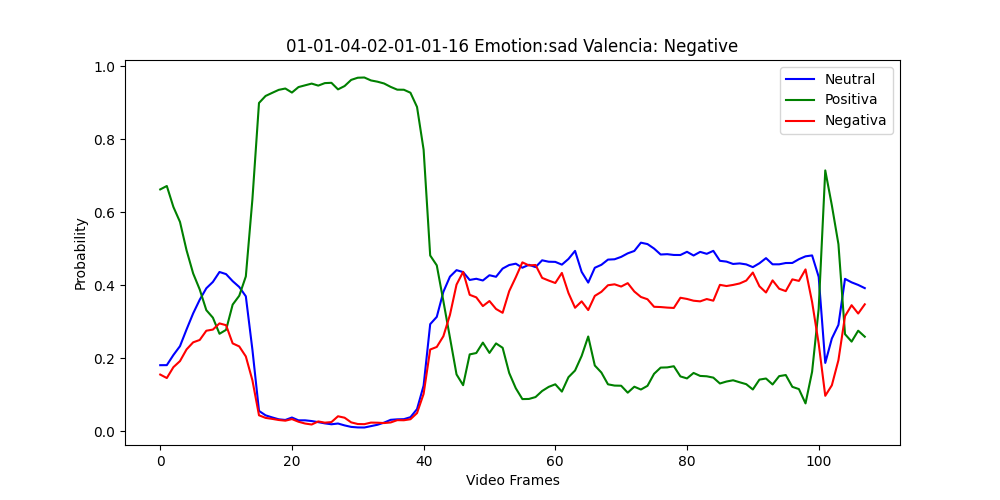 01-01-04-02-01-01-16 Emotion:sad Valencia: Negative
Neutral
Positiva
Negativa
Probability
1.0
0.8
0.6
0.4
0.2
0.0
0 20 40 60 80 100
Video Frames